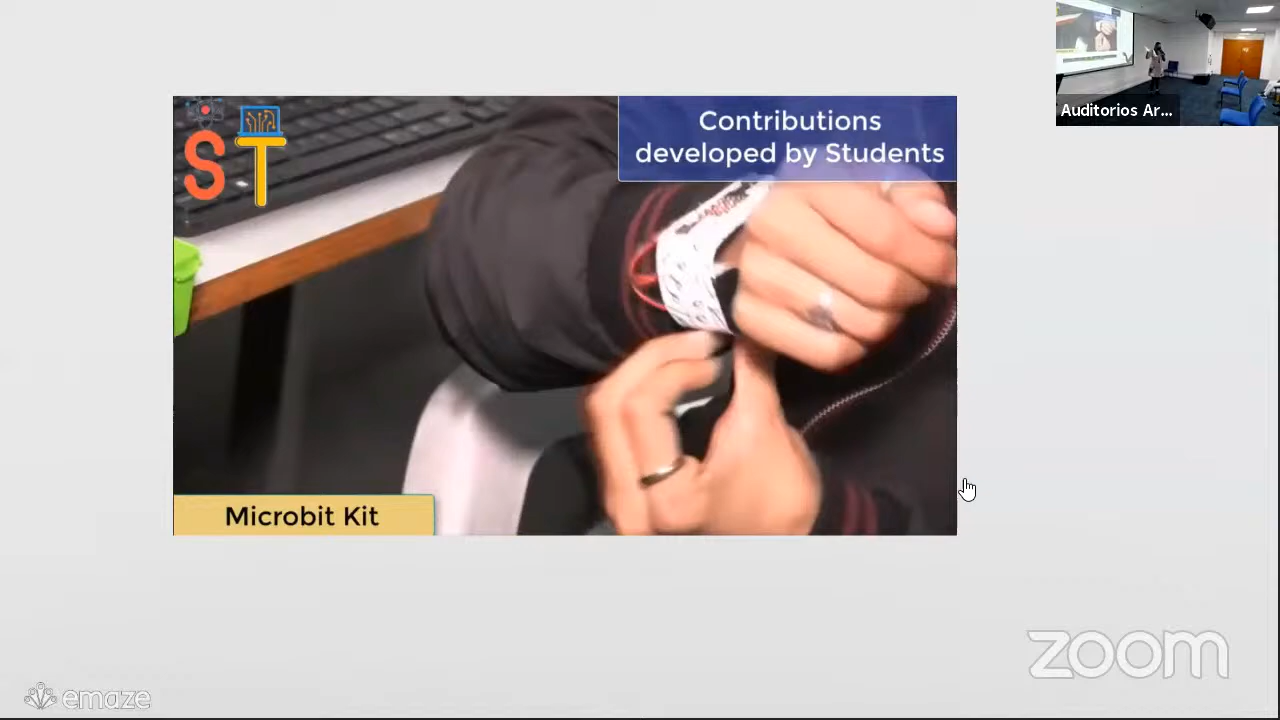 S T
Contributions
developed by Students
Auditorios Ar...
Microbit Kit
zoom
emaze